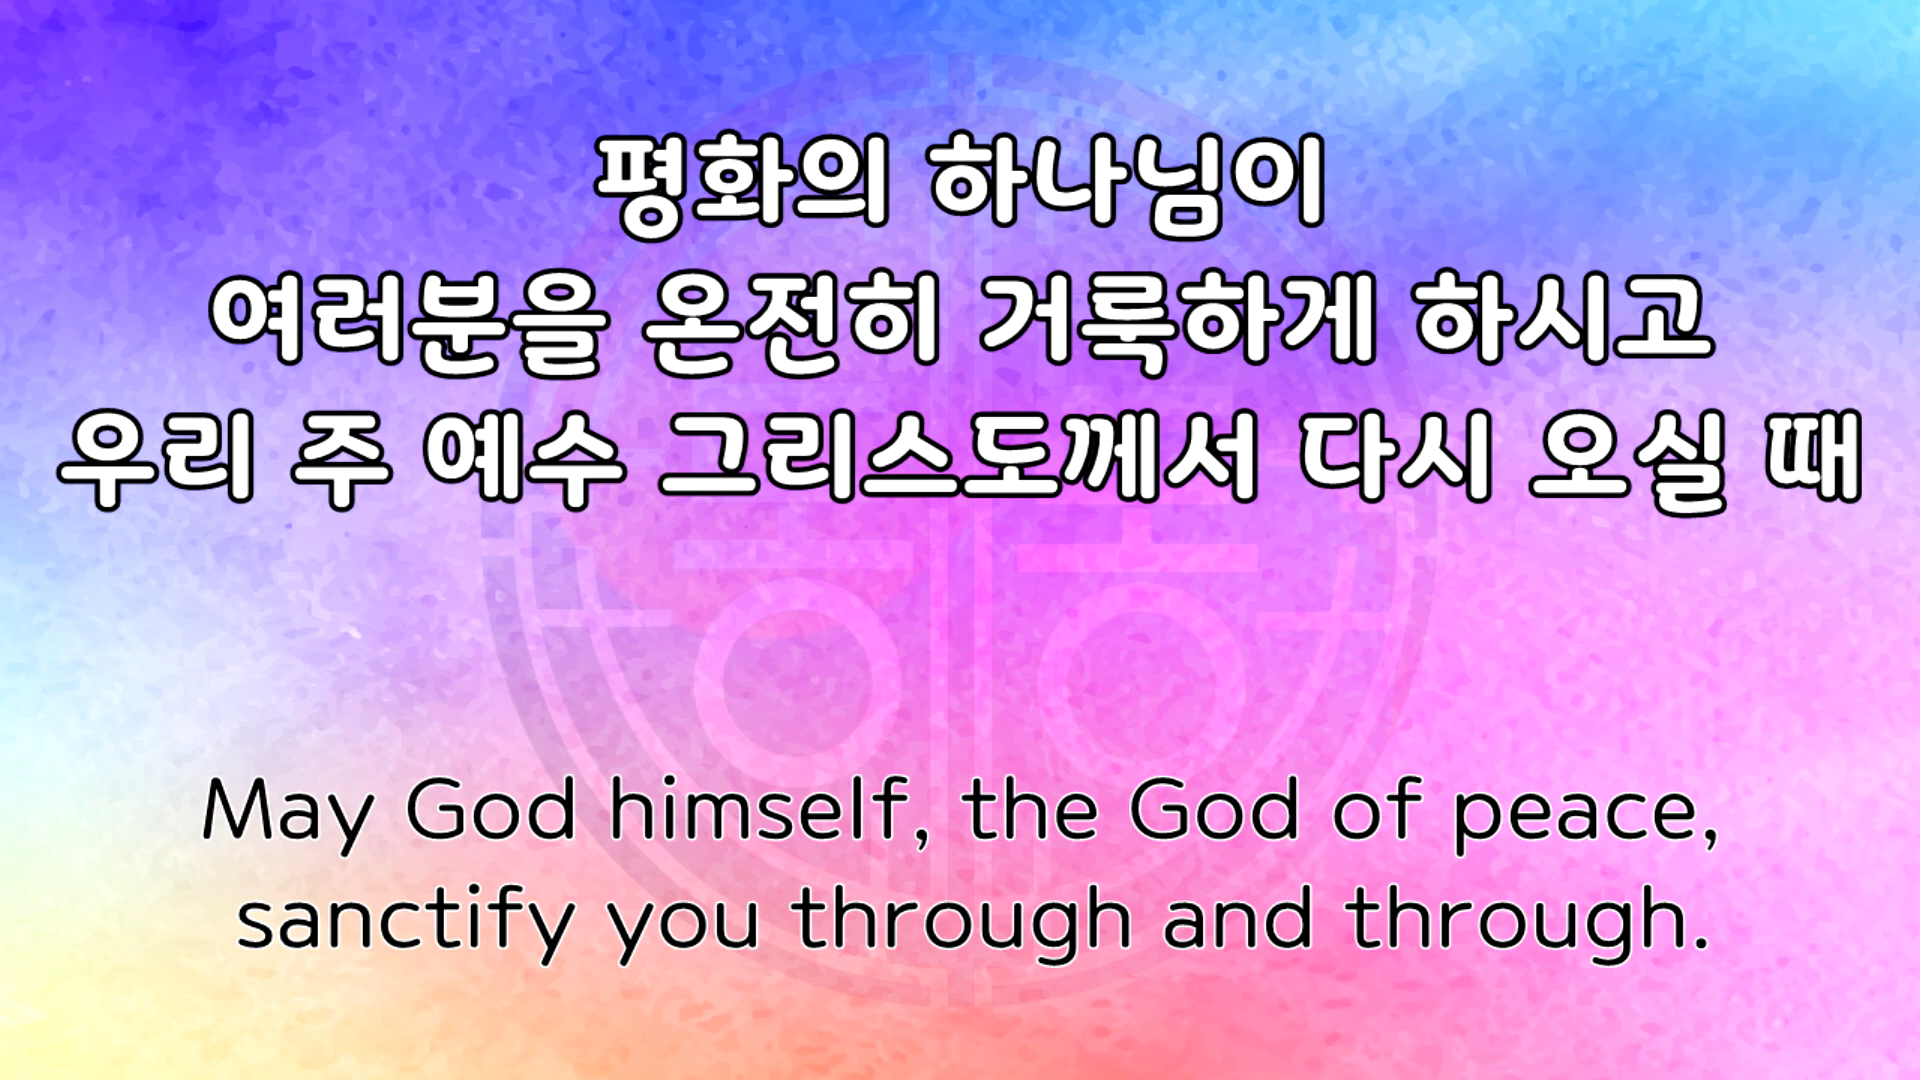 평화의 하나님이
여러분을 온전히 거룩하게 하시고
우리 주 예수 그리스도께서 다시 오실 때
May God himself, the God of peace,
sanctify you through and through.